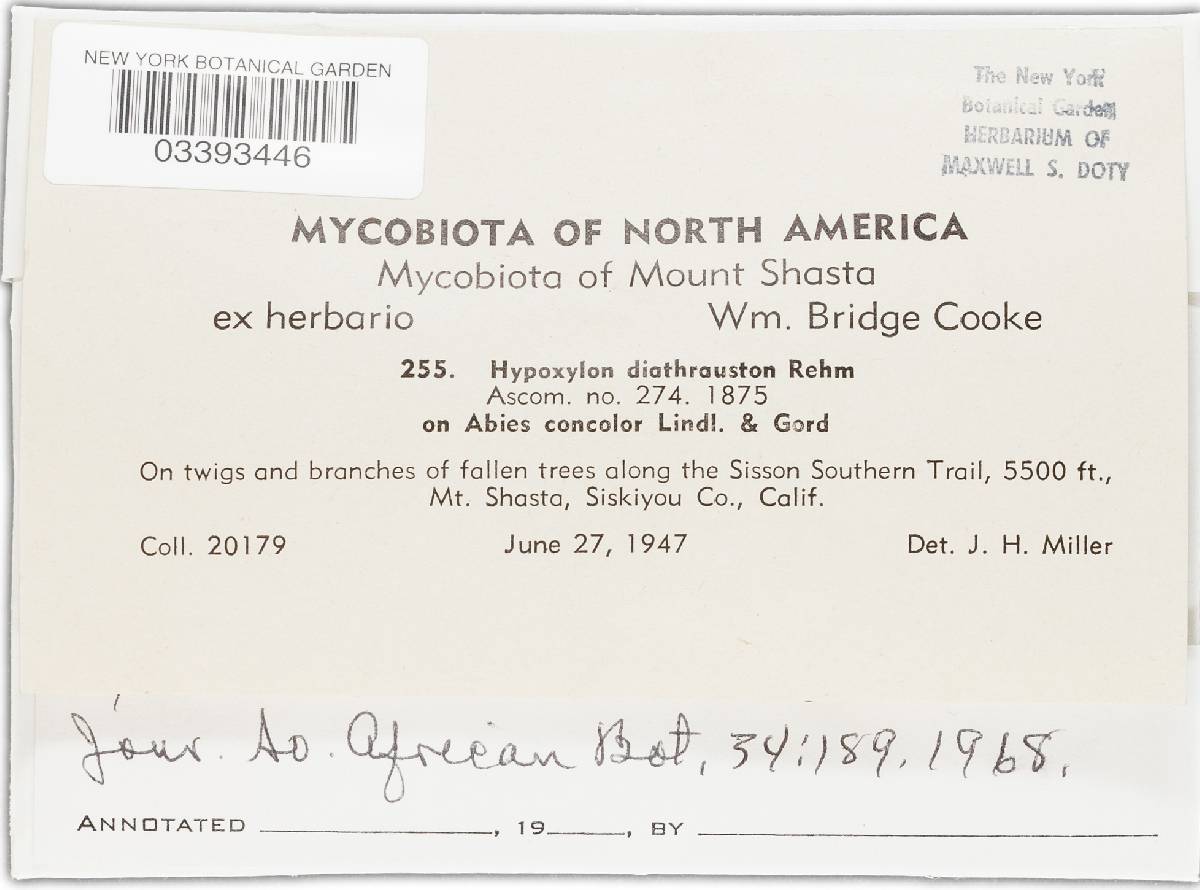 NEW YORK BOTANICAL GARDEN
03393446
The New York
Botanical Garden
HERBARIUM OF
MAXWELL S. DOTY
MYCOBIOTA OF NORTH AMERICA
Mycobiota of Mount Shasta
ex herbario Wm. Bridge Cooke
255. Hypoxylon diathrauston Rehm
Ascom. no. 274. 1875
on Abies concolor Lindl. & Gord
On twigs and branches of fallen trees along the Sisson Southern Trail, 5500 ft.,
Mt. Shasta, Siskiyou Co., Calif.
Coll. 20179 June 27, 1947 Det. J. H. Miller
Jour. So. African Bot, 34:189. 1968.
ANNOTATED ____, 19____, BY ____